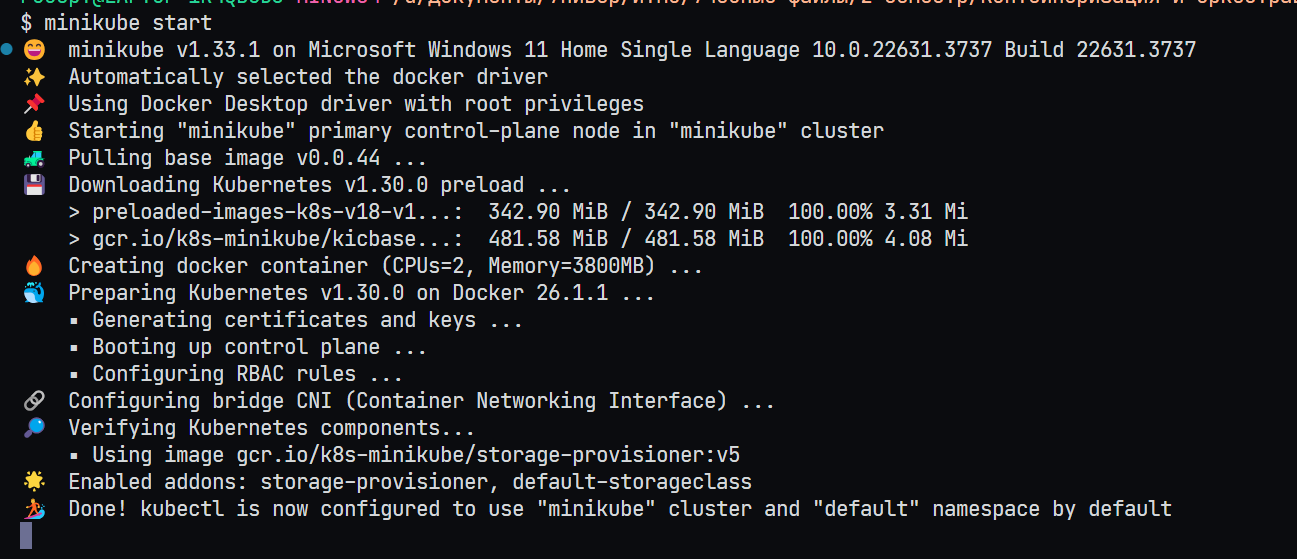 $ minikube start
😄 minikube v1.33.1 on Microsoft Windows 11 Home Single Language 10.0.22631.3737 Build 22631.3737
✨ Automatically selected the docker driver
📌 Using Docker Desktop driver with root privileges
👍 Starting "minikube" primary control-plane node in "minikube" cluster
🚜 Pulling base image v0.0.44 ...
💾 Downloading Kubernetes v1.30.0 preload ...
> preloaded-images-k8s-v18-v1...: 342.90 MiB / 342.90 MiB 100.00% 3.31 Mi
> gcr.io/k8s-minikube/kicbase...: 481.58 MiB / 481.58 MiB 100.00% 4.08 Mi
🔥 Creating docker container (CPUs=2, Memory=3800MB) ...
🐳 Preparing Kubernetes v1.30.0 on Docker 26.1.1 ...
▪ Generating certificates and keys ...
▪ Booting up control plane ...
▪ Configuring RBAC rules ...
🔗 Configuring bridge CNI (Container Networking Interface) ...
🔎 Verifying Kubernetes components...
▪ Using image gcr.io/k8s-minikube/storage-provisioner:v5
🌟 Enabled addons: storage-provisioner, default-storageclass
🏄 Done! kubectl is now configured to use "minikube" cluster and "default" namespace by default